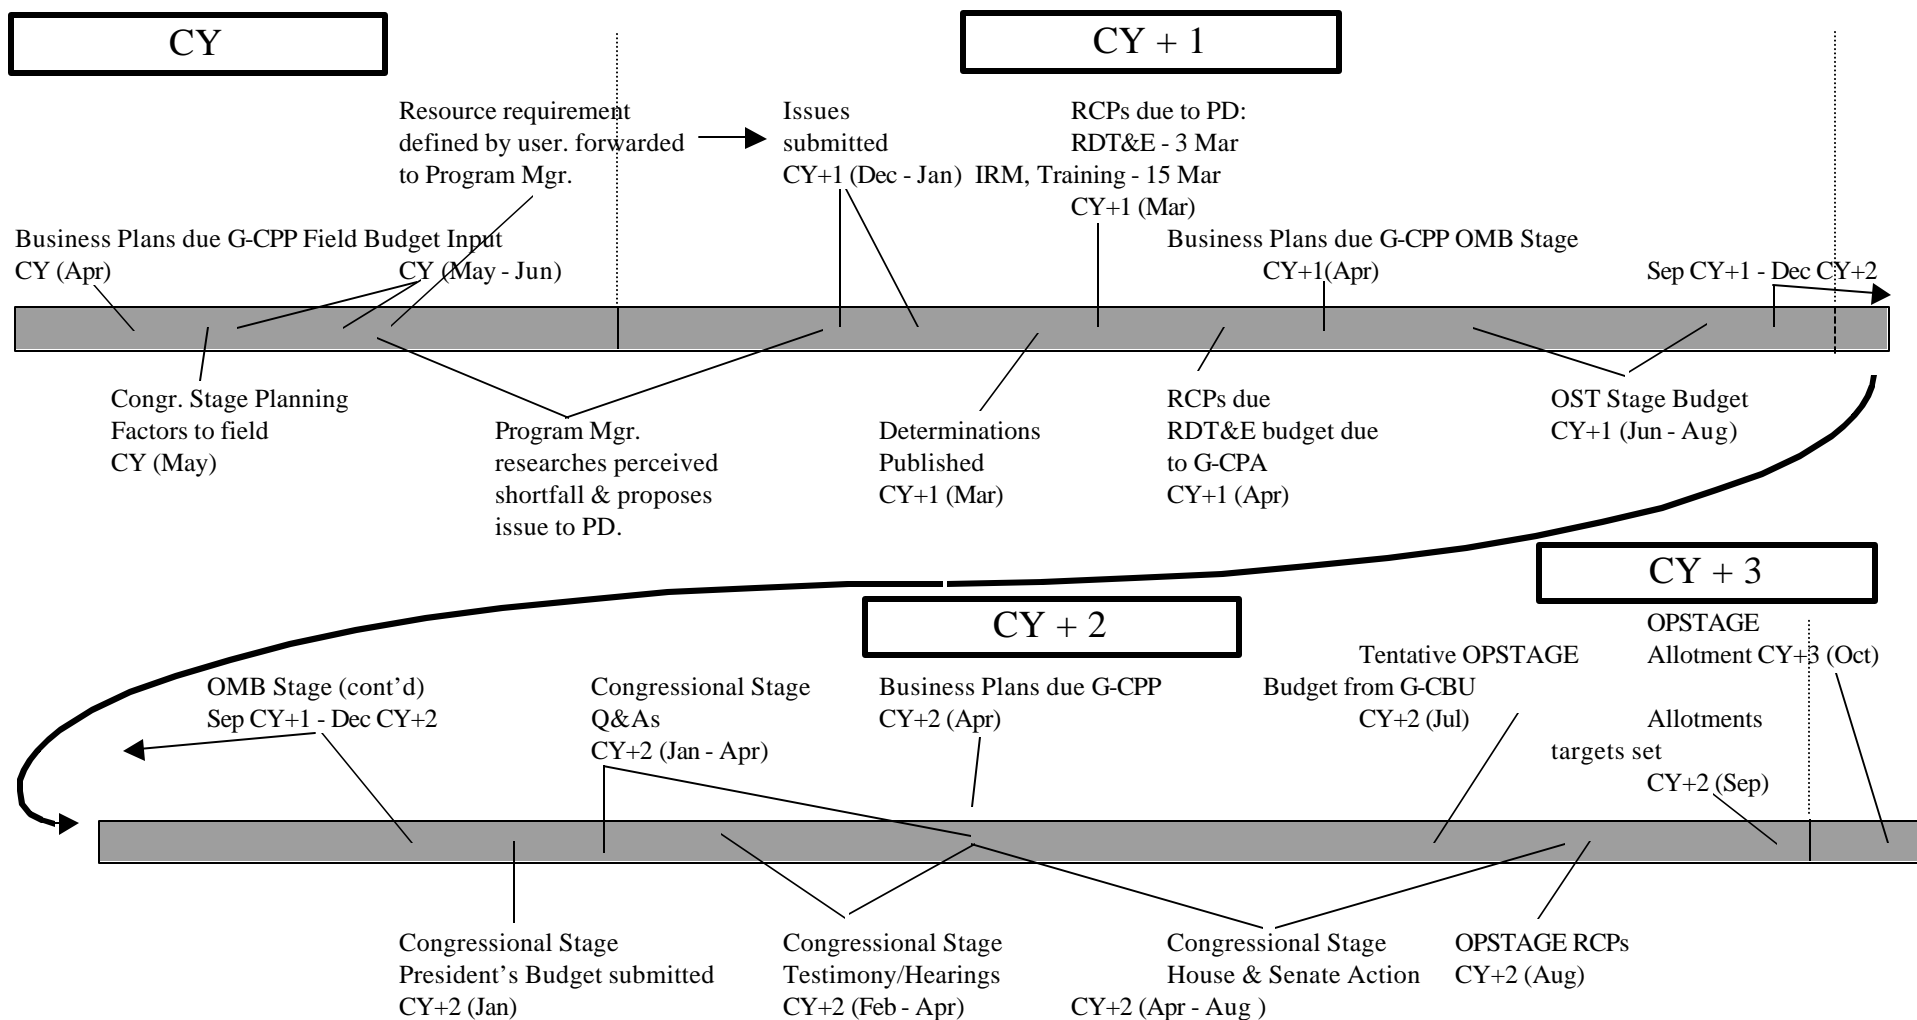 CY
CY + 1
Resource requirement
defined by user. forwarded
to Program Mgr.
Issues
submitted
CY+1 (Dec - Jan)
RCPs due to PD:
RDT&E - 3 Mar
IRM, Training - 15 Mar
CY+1 (Mar)
Business Plans due G-CPP
CY (Apr)
Field Budget Input
CY (May - Jun)
Business Plans due G-CPP
CY+1(Apr)
OMB Stage
Sep CY+1 - Dec CY+2
Congr. Stage Planning
Factors to field
CY (May)
Program Mgr.
researches perceived
shortfall & proposes
issue to PD.
Determinations
Published
CY+1 (Mar)
RCPs due
RDT&E budget due
to G-CPA
CY+1 (Apr)
OST Stage Budget
CY+1 (Jun - Aug)
CY + 2
CY + 3
OMB Stage (cont’d)
Sep CY+1 - Dec CY+2
Congressional Stage
Q&As
CY+2 (Jan - Apr)
Business Plans due G-CPP
CY+2 (Apr)
Tentative OPSTAGE
Budget from G-CBU
CY+2 (Jul)
OPSTAGE
Allotment CY+3 (Oct)
Allotments
targets set
CY+2 (Sep)
Congressional Stage
President’s Budget submitted
CY+2 (Jan)
Congressional Stage
Testimony/Hearings
CY+2 (Feb - Apr)
Congressional Stage
House & Senate Action
CY+2 (Apr - Aug )
OPSTAGE RCPs
CY+2 (Aug)